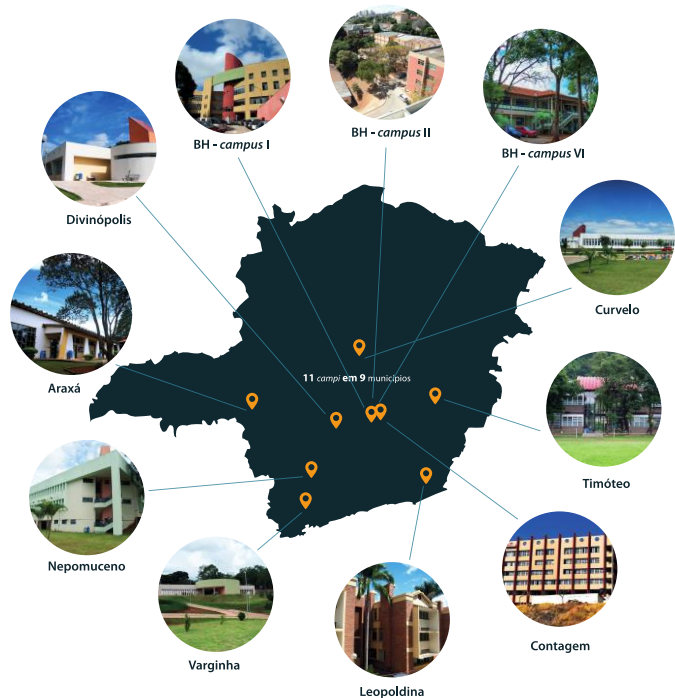 BH - campus I
BH - campus II
BH - campus VI
Divinópolis
Curvelo
Araxá
11 campi em 9 municípios
Timóteo
Nepomuceno
Varginha
Contagem
Leopoldina